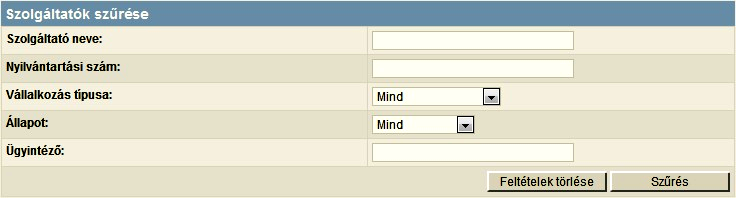 Szolgáltatók szűrése
Szolgáltató neve:
Nyilvántartási szám:
Vállalkozás típusa: Mind
Állapot: Mind
Ügyintéző:
Feltételek törlése Szűrés